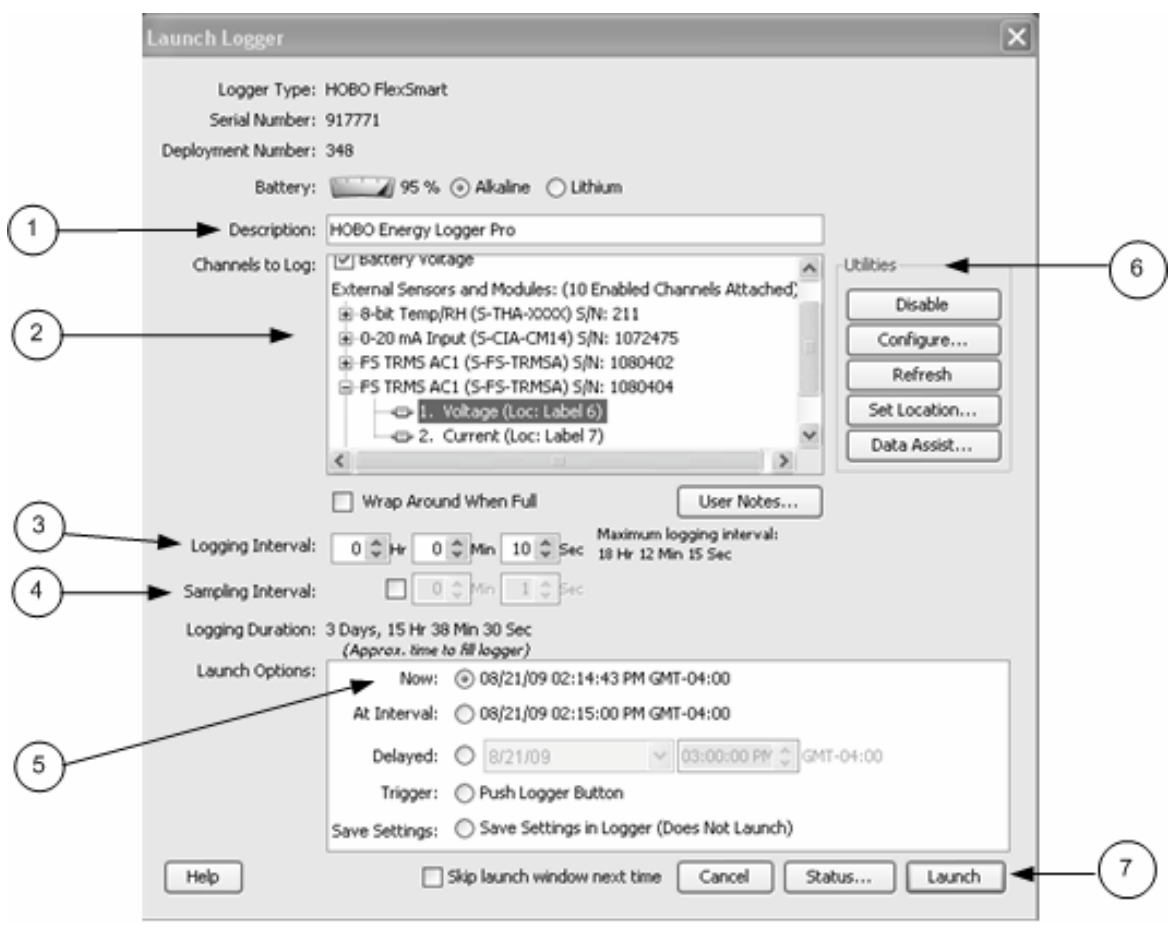 Launch Logger
Logger Type: HOBO FlexSmart
Serial Number: 917771
Deployment Number: 348
Battery: 95 % Alkaline Lithium
1
Description: HOBO Energy Logger Pro
Channels to Log: Battery Voltage
Utilities
6
External Sensors and Modules: (10 Enabled Channels Attached)
Disable
8-bit Temp/RH (S-THA-XXXX) S/N: 211
2
0-20 mA Input (S-CIA-CM14) S/N: 1072475
Configure...
FS TRMS AC1 (S-FS-TRMSA) S/N: 1080402
Refresh
FS TRMS AC1 (S-FS-TRMSA) S/N: 1080404
1. Voltage (Loc: Label 6)
Set Location...
2. Current (Loc: Label 7)
Data Assist...
Wrap Around When Full
User Notes...
3
Logging Interval: 0 Hr 0 Min 10 Sec
Maximum logging interval:
18 Hr 12 Min 15 Sec
4
Sampling Interval: 0 Min 1 Sec
Logging Duration: 3 Days, 15 Hr 38 Min 30 Sec
(Approx. time to fill logger)
Launch Options:
Now: 08/21/09 02:14:43 PM GMT-04:00
At Interval: 08/21/09 02:15:00 PM GMT-04:00
5
Delayed: 8/21/09 03:00:00 PM GMT-04:00
Trigger: Push Logger Button
Save Settings: Save Settings in Logger (Does Not Launch)
Help
Skip launch window next time
Cancel
Status...
Launch
7